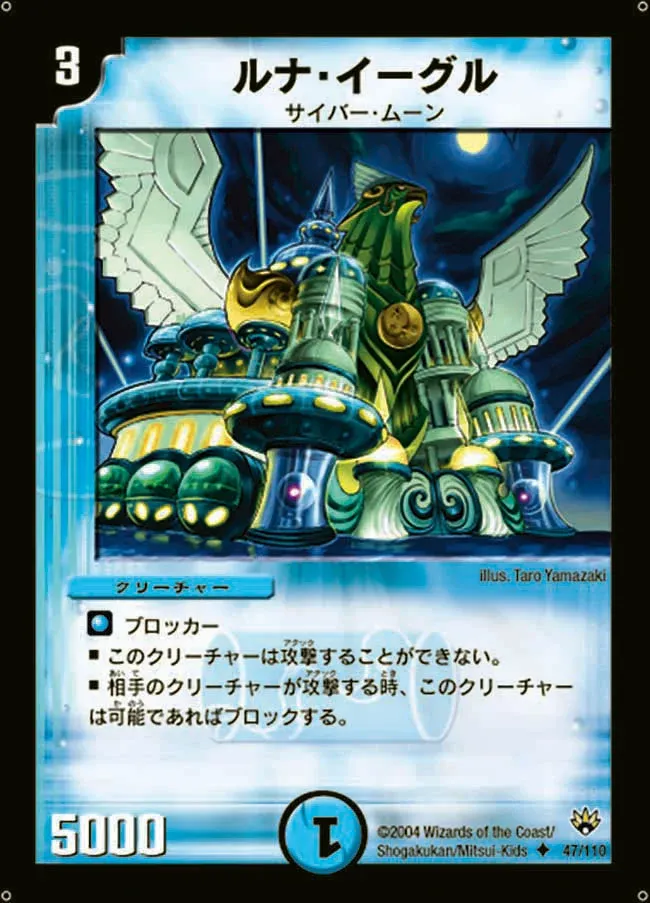 3
ルナ・イーグル
サイバー・ムーン
illus. Taro Yamazaki
クリーチャー
ブロッカー
■ このクリーチャーは攻撃することができない。
■ 相手のクリーチャーが攻撃する時、このクリーチャー
は可能であればブロックする。
5000
1
©2004 Wizards of the Coast/
Shogakukan/Mitsui-Kids ♦ 47/110